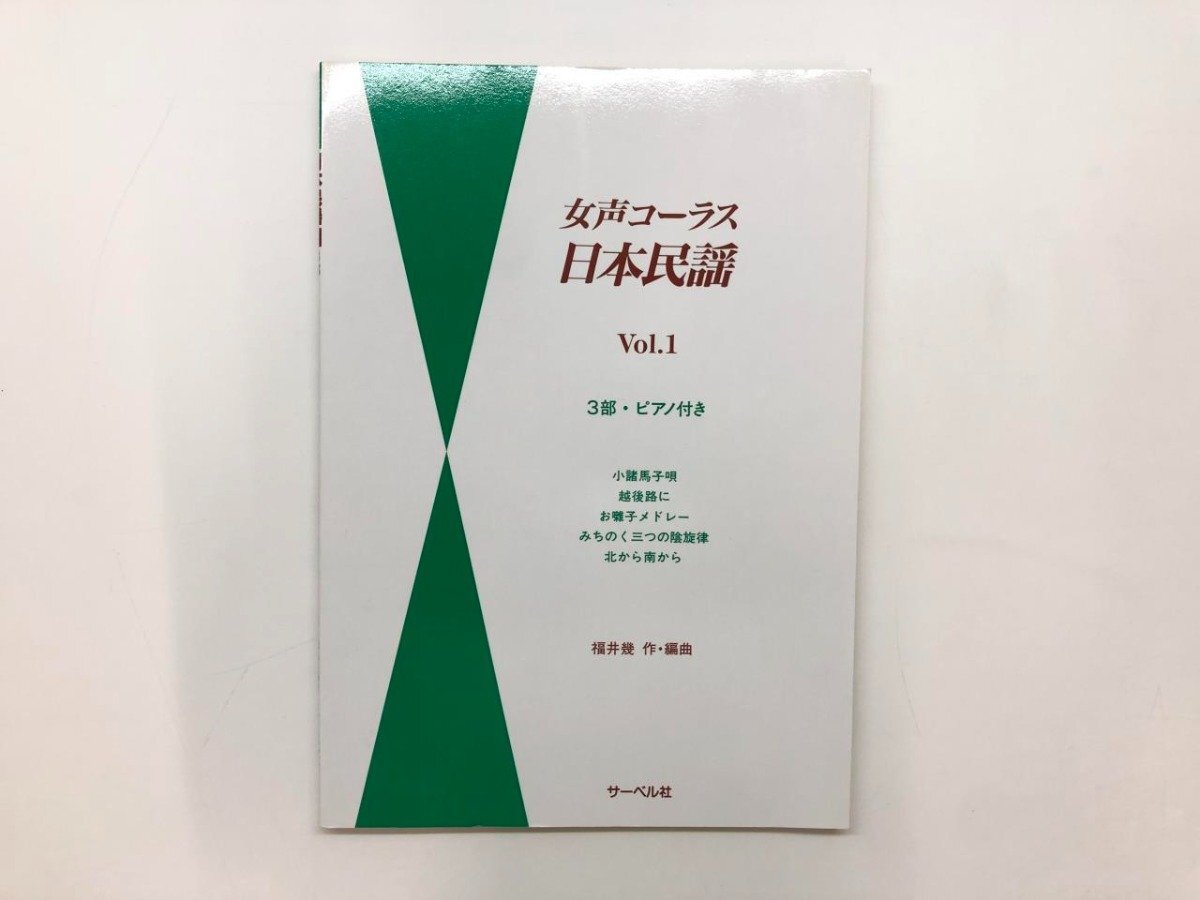 女声コーラス
日本民謡
Vol.1
3部・ピアノ付き
小諸馬子唄
越後路に
お囃子メドレー
みちのく三つの陰旋律
北から南から
福井幾 作・編曲
サーベル社